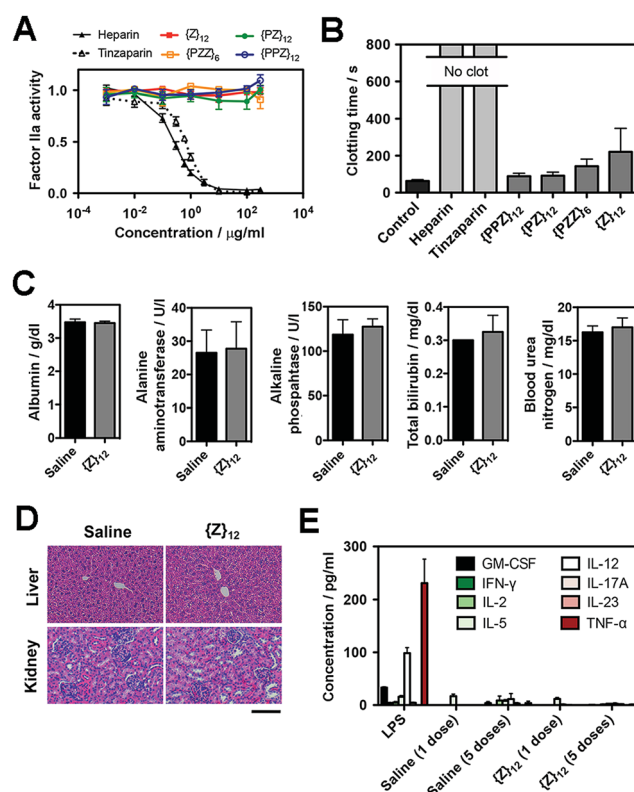 A
Heparin {Z}12 {PZ}12
Tinzaparin {PZZ}6 {PPZ}12
Factor IIa activity
1.0
0.5
0.0
10-4 10-2 100 102 104
Concentration / μg/ml
B
Clotting time / s
800
600
400
200
0
No clot
Control
Heparin
Tinzaparin
{PPZ}12
{PZ}12
{PZZ}6
{Z}12
C
Albumin / g/dl
4
3
2
1
0
Saline
{Z}12
Alanine
aminotransferase / U/l
40
30
20
10
0
Saline
{Z}12
Alkaline
phospahtase / U/l
150
100
50
0
Saline
{Z}12
Total bilirubin / mg/dl
0.4
0.3
0.2
0.1
0.0
Saline
{Z}12
Blood urea
nitrogen / mg/dl
20
15
10
5
0
Saline
{Z}12
D
Saline {Z}12
Liver
Kidney
E
Concentration / pg/ml
300
200
100
0
GM-CSF IL-12
IFN-γ IL-17A
IL-2 IL-23
IL-5 TNF-α
LPS
Saline (1 dose)
Saline (5 doses)
{Z}12 (1 dose)
{Z}12 (5 doses)